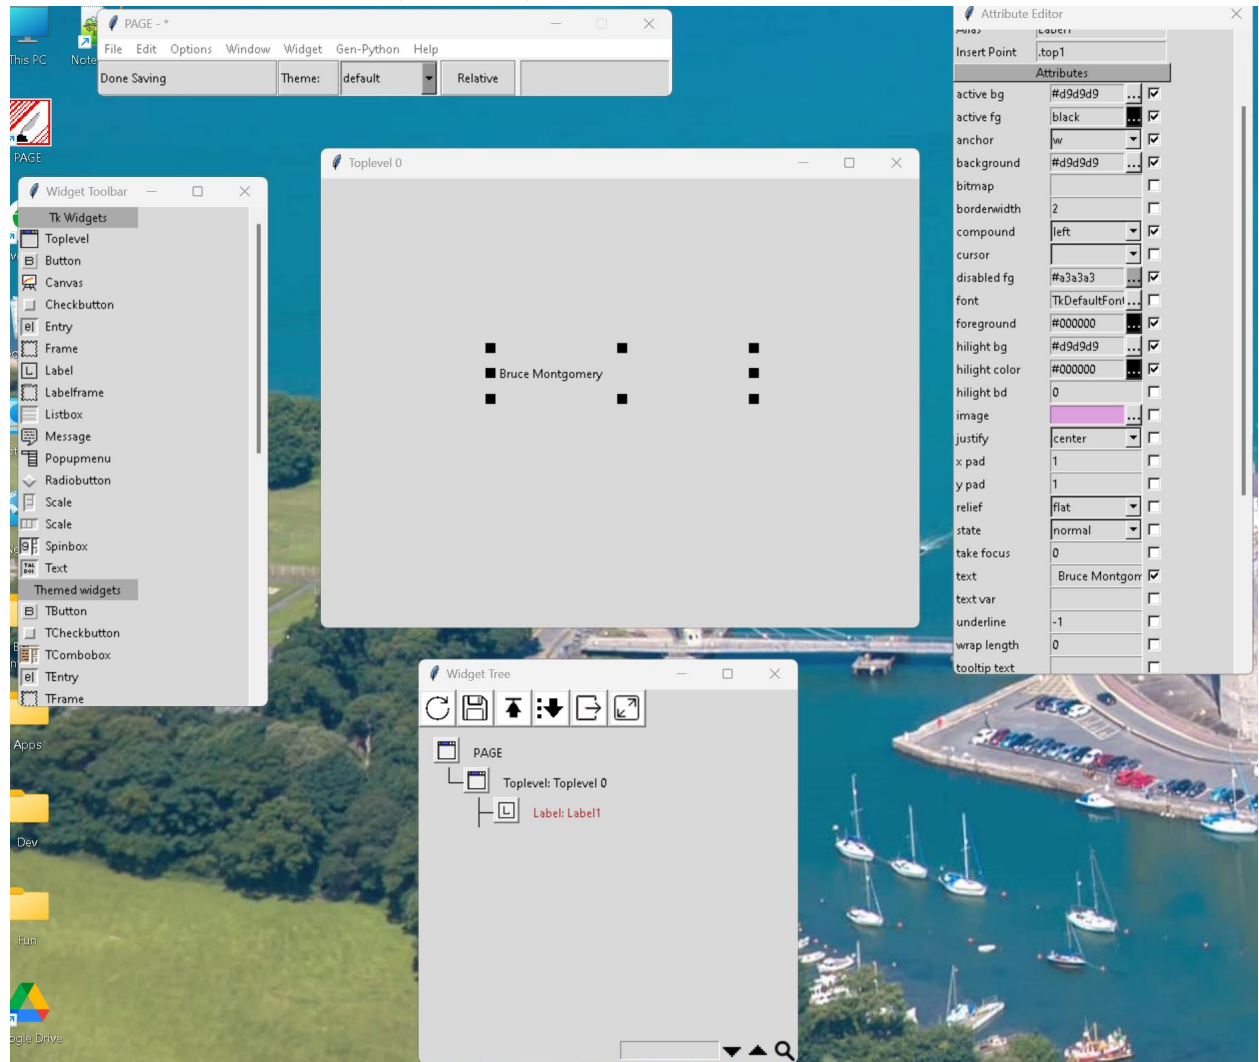 This PC
Note
PAGE
Apps
Dev
Fun
ogle Drive
PAGE - *
File Edit Options Window Widget Gen-Python Help
Done Saving Theme: default Relative
Widget Toolbar
Tk Widgets
Toplevel
Button
Canvas
Checkbutton
Entry
Frame
Label
Labelframe
Listbox
Message
Popupmenu
Radiobutton
Scale
Scale
Spinbox
Text
Themed widgets
TButton
TCheckbutton
TCombobox
TEntry
TFrame
Toplevel 0
Bruce Montgomery
Widget Tree
PAGE
Toplevel: Toplevel 0
Label: Label1
Attribute Editor
Alias Label1
Insert Point .top1
Attributes
active bg #d9d9d9 ...
active fg black ...
anchor w
background #d9d9d9 ...
bitmap
borderwidth 2
compound left
cursor
disabled fg #a3a3a3 ...
font TkDefaultFont ...
foreground #000000 ...
hilight bg #d9d9d9 ...
hilight color #000000 ...
hilight bd 0
image ...
justify center
x pad 1
y pad 1
relief flat
state normal
take focus 0
text Bruce Montgom
text var
underline -1
wrap length 0
tooltip text